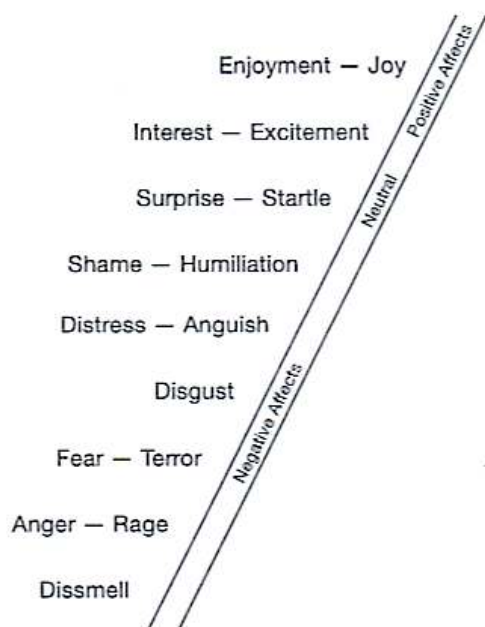 Enjoyment — Joy
Positive Affects
Interest — Excitement
Surprise — Startle
Neutral
Shame — Humiliation
Distress — Anguish
Disgust
Negative Affects
Fear — Terror
Anger — Rage
Dissmell